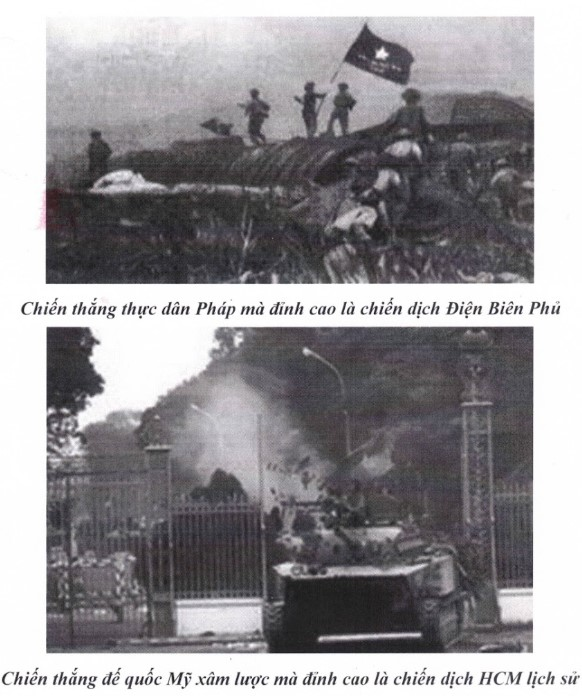 Chiến thắng thực dân Pháp mà đỉnh cao là chiến dịch Điện Biên Phủ
Chiến thắng đế quốc Mỹ xâm lược mà đỉnh cao là chiến dịch HCM lịch sử